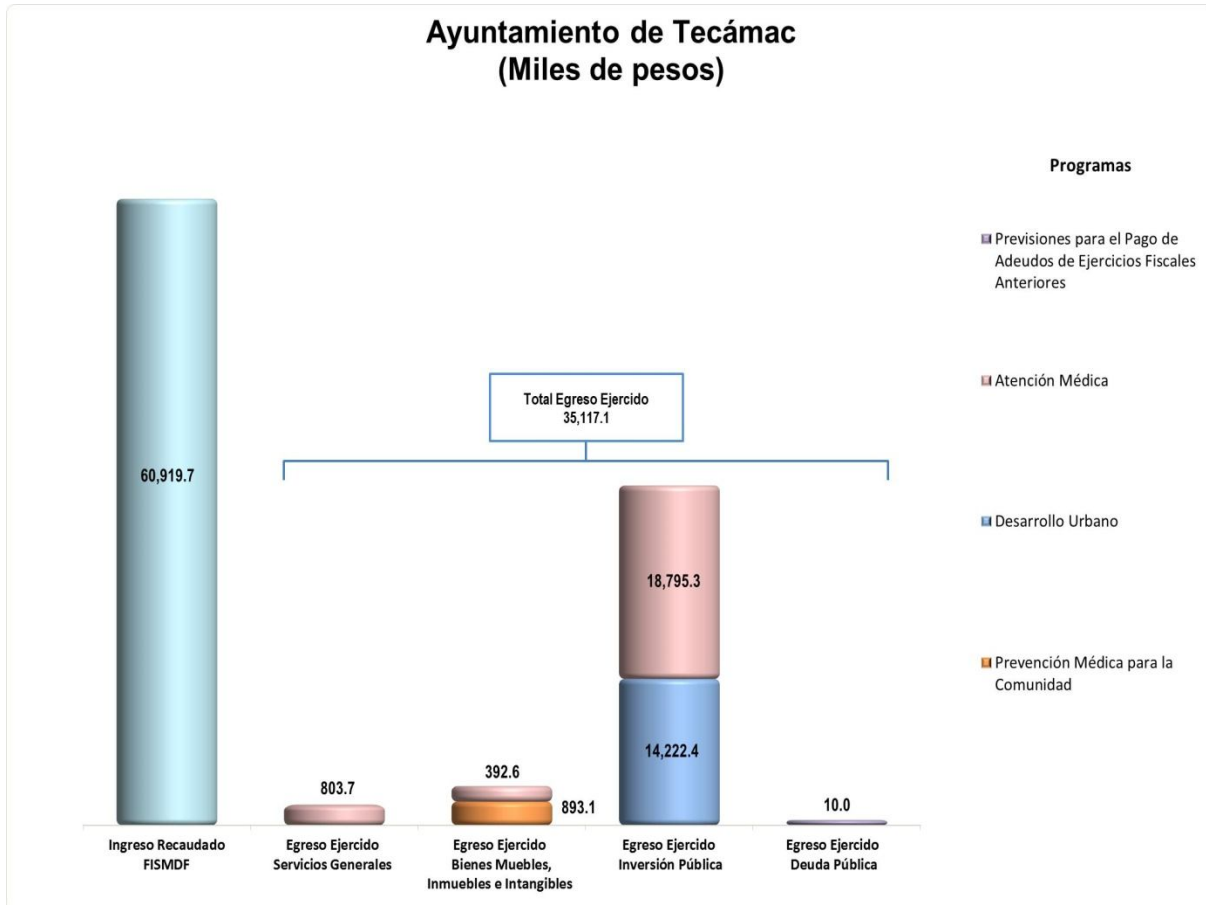 Ayuntamiento de Tecámac
(Miles de pesos)
Programas
Previsiones para el Pago de
Adeudos de Ejercicios Fiscales
Anteriores
Atención Médica
Desarrollo Urbano
Prevención Médica para la
Comunidad
Total Egreso Ejercido
35,117.1
60,919.7
803.7
392.6
893.1
18,795.3
14,222.4
10.0
Ingreso Recaudado
FISMDF
Egreso Ejercido
Servicios Generales
Egreso Ejercido
Bienes Muebles,
Inmuebles e Intangibles
Egreso Ejercido
Inversión Pública
Egreso Ejercido
Deuda Pública